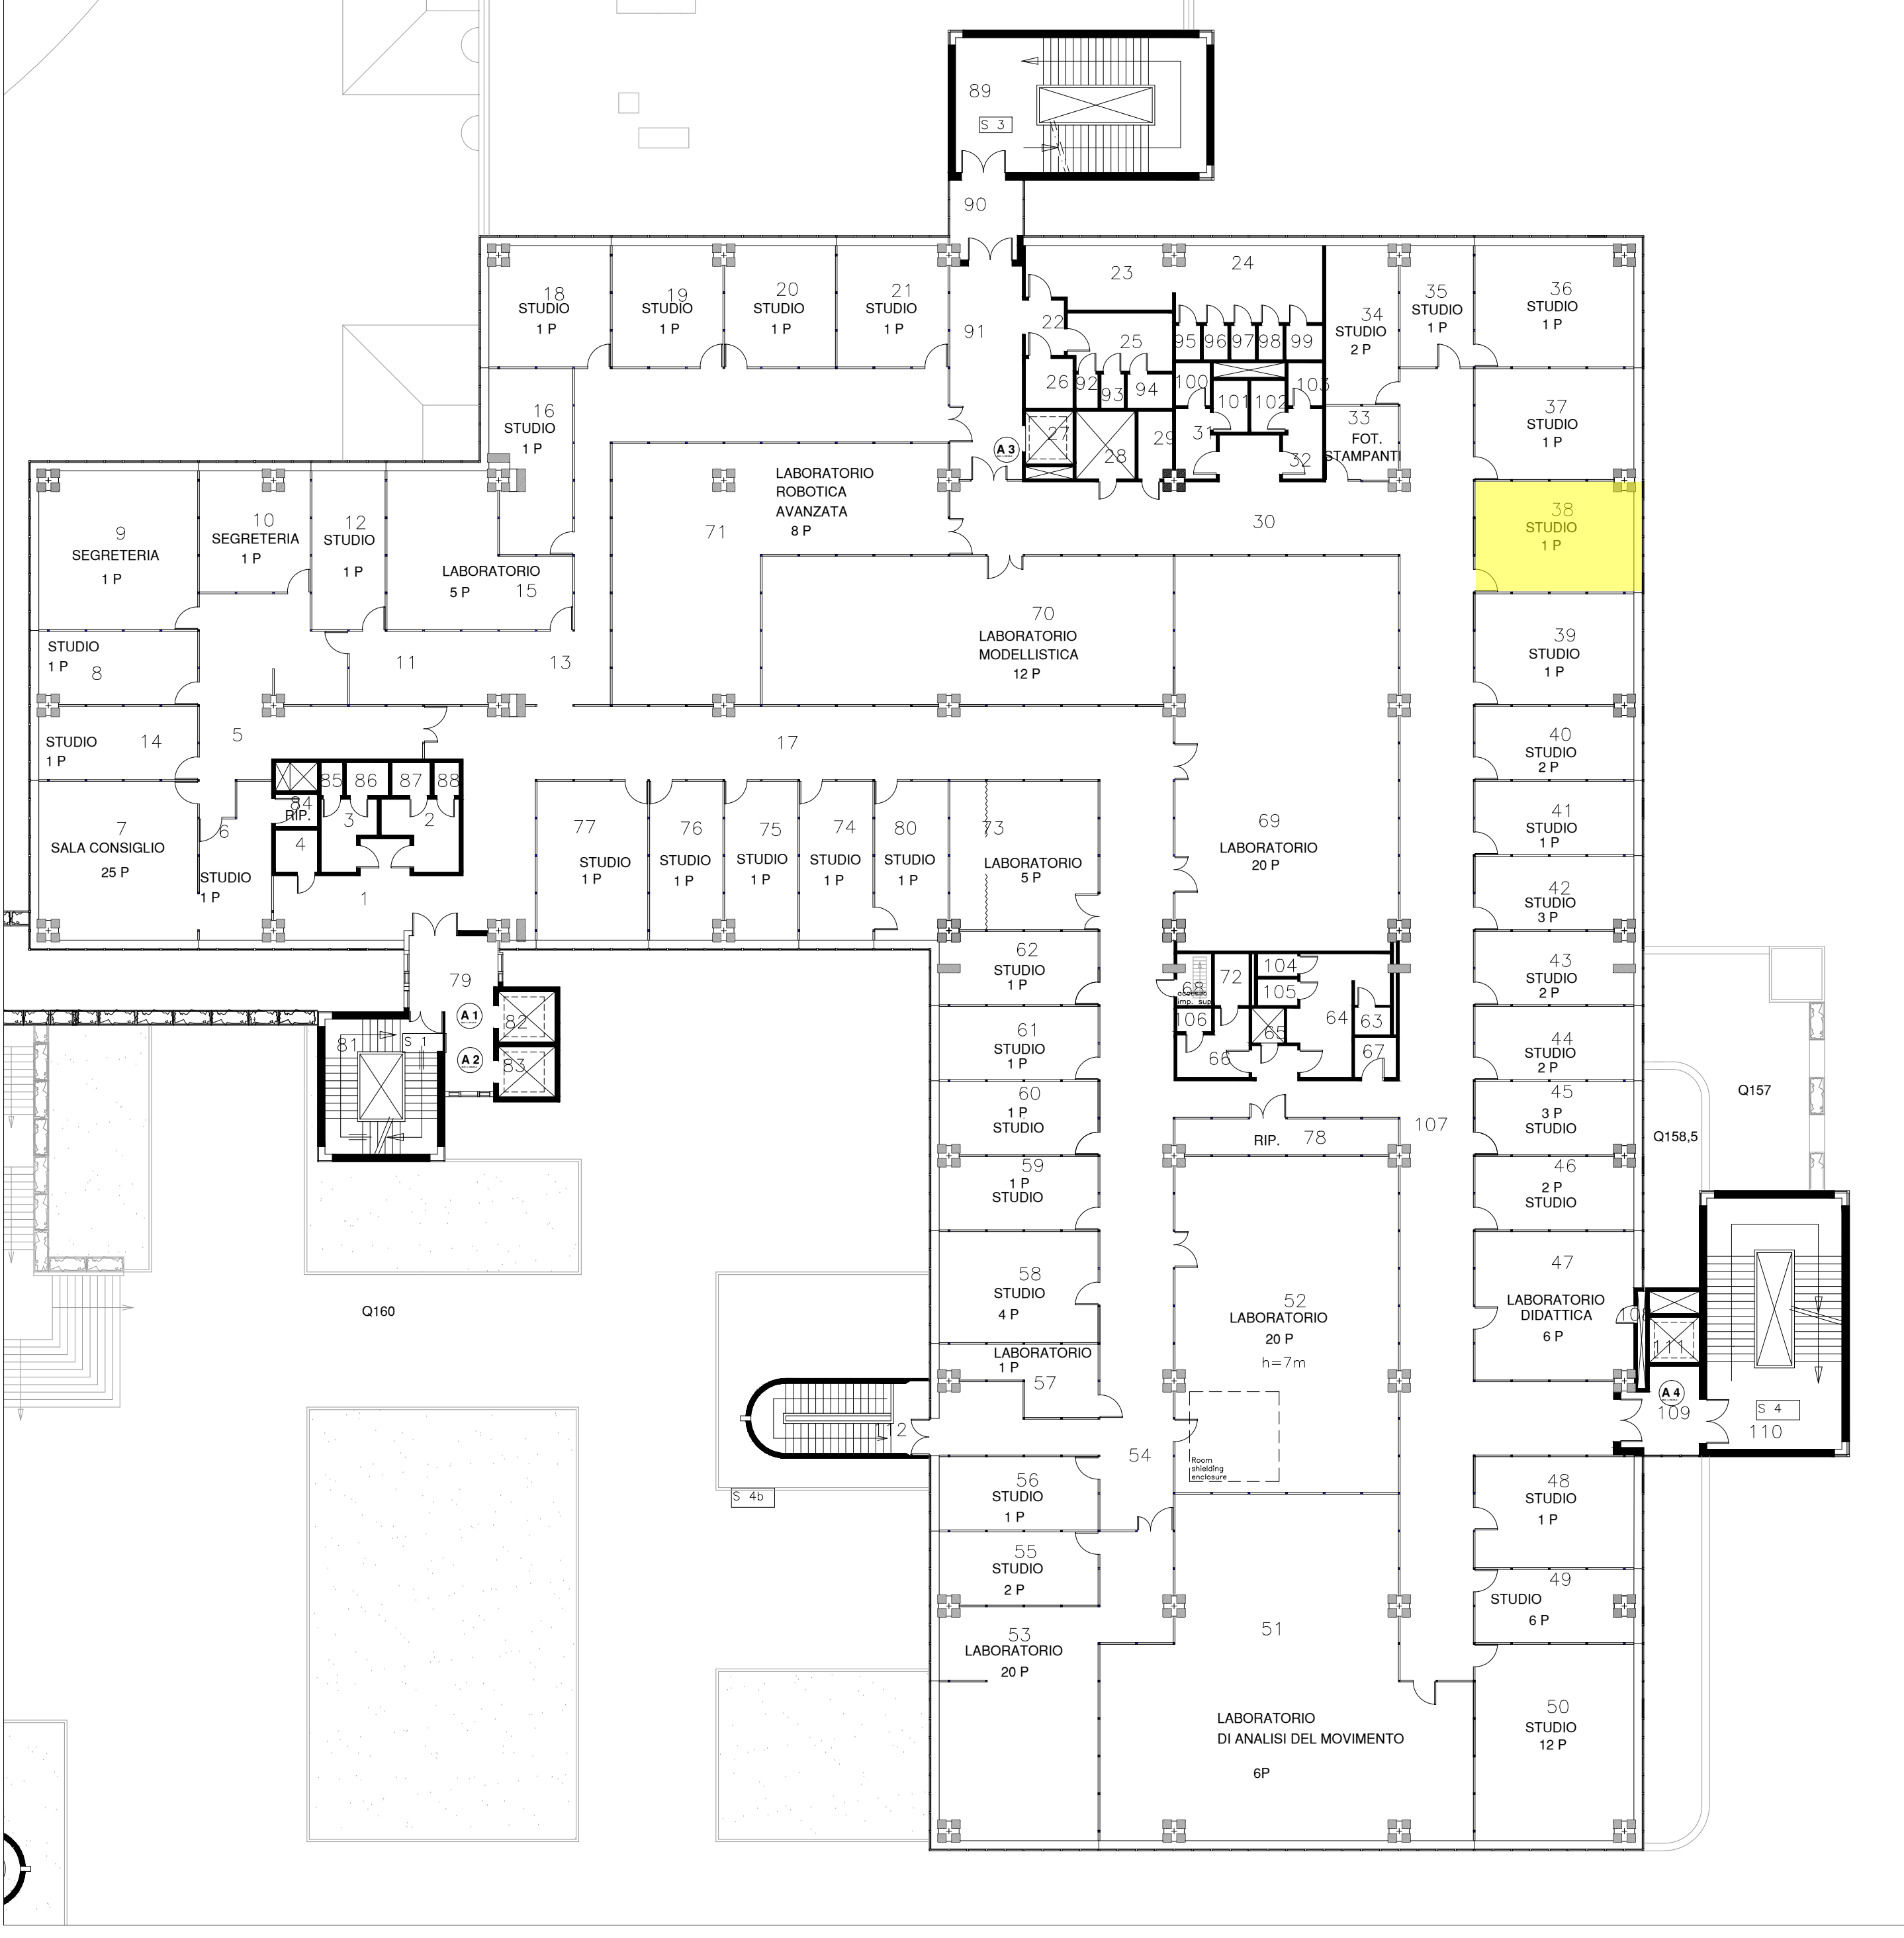 89
S 3
90
23
24
18
STUDIO
1 P
19
STUDIO
1 P
20
STUDIO
1 P
21
STUDIO
1 P
91
22
25
95
96
97
98
99
34
STUDIO
2 P
35
STUDIO
1 P
36
STUDIO
1 P
26
92
93
94
100
101
102
103
16
STUDIO
1 P
A 3
27
28
29
31
32
33
FOT.
STAMPANTI
37
STUDIO
1 P
9
SEGRETERIA
1 P
10
SEGRETERIA
1 P
12
STUDIO
1 P
LABORATORIO
5 P
15
LABORATORIO
ROBOTICA
AVANZATA
8 P
71
30
38
STUDIO
1 P
STUDIO
1 P
8
11
13
70
LABORATORIO
MODELLISTICA
12 P
39
STUDIO
1 P
STUDIO
1 P
14
5
17
40
STUDIO
2 P
85
86
87
88
84
RIP.
3
2
4
7
SALA CONSIGLIO
25 P
6
STUDIO
1 P
1
77
STUDIO
1 P
76
STUDIO
1 P
75
STUDIO
1 P
74
STUDIO
1 P
80
STUDIO
1 P
73
LABORATORIO
5 P
69
LABORATORIO
20 P
41
STUDIO
1 P
42
STUDIO
3 P
79
A 1
82
A 2
83
81
S 1
62
STUDIO
1 P
68
imp. sup.
72
104
105
106
66
65
64
63
67
43
STUDIO
2 P
61
STUDIO
1 P
44
STUDIO
2 P
60
1 P
STUDIO
RIP.
78
107
45
3 P
STUDIO
Q157
Q158,5
59
1 P
STUDIO
46
2 P
STUDIO
58
STUDIO
4 P
52
LABORATORIO
20 P
h=7m
47
LABORATORIO
DIDATTICA
6 P
108
111
Q160
LABORATORIO
1 P
57
A 4
109
S 4
110
112
54
Room
shielding
enclosure
S 4b
56
STUDIO
1 P
48
STUDIO
1 P
55
STUDIO
2 P
49
STUDIO
6 P
53
LABORATORIO
20 P
51
LABORATORIO
DI ANALISI DEL MOVIMENTO
6P
50
STUDIO
12 P